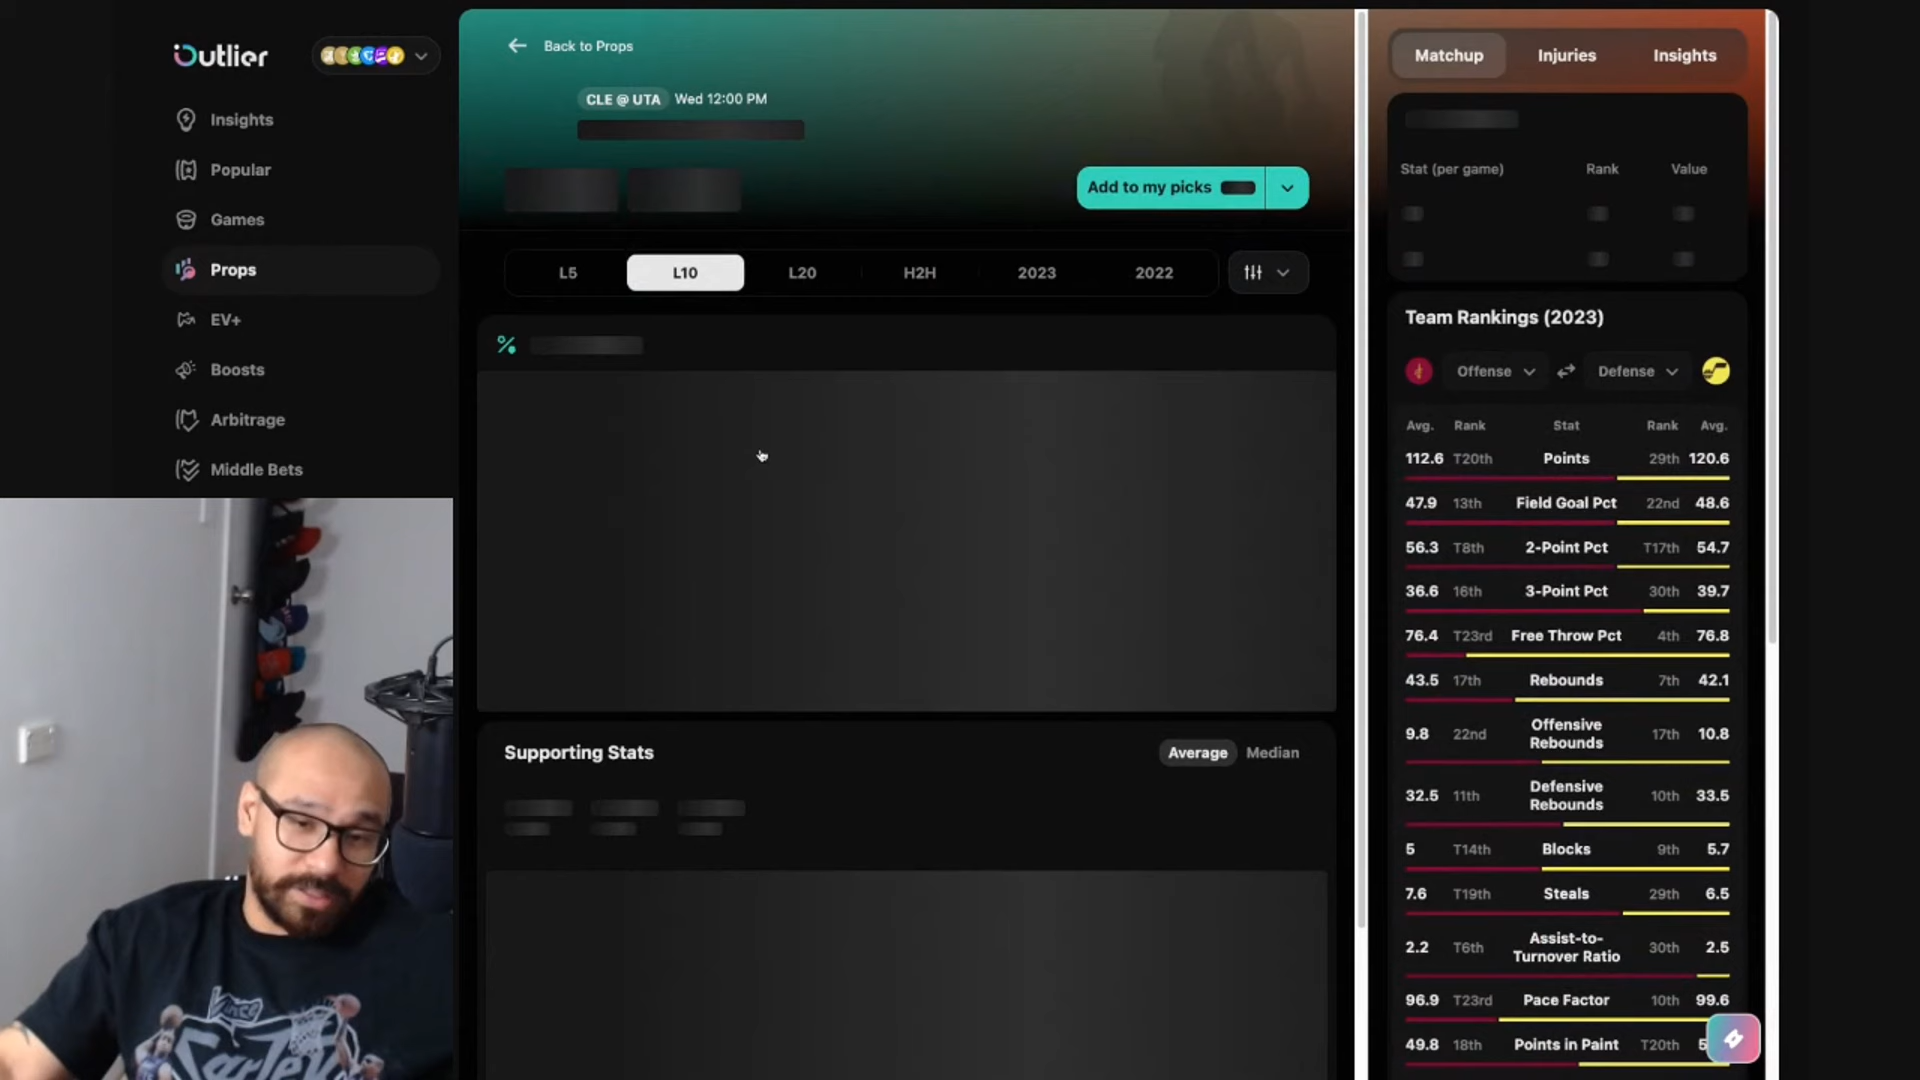 Outlier
Insights
Popular
Games
Props
EV+
Boosts
Arbitrage
Middle Bets
Back to Props
CLE @ UTA Wed 12:00 PM
Add to my picks
L5 L10 L20 H2H 2023 2022
%
Supporting Stats
Average Median
Matchup Injuries Insights
Stat (per game) Rank Value
Team Rankings (2023)
Offense Defense
Avg. Rank Stat Rank Avg.
112.6 T20th Points 29th 120.6
47.9 13th Field Goal Pct 22nd 48.6
56.3 T8th 2-Point Pct T17th 54.7
36.6 16th 3-Point Pct 30th 39.7
76.4 T23rd Free Throw Pct 4th 76.8
43.5 17th Rebounds 7th 42.1
Offensive
9.8 22nd Rebounds 17th 10.8
Defensive
32.5 11th Rebounds 10th 33.5
5 T14th Blocks 9th 5.7
7.6 T19th Steals 29th 6.5
Assist-to-
2.2 T6th Turnover Ratio 30th 2.5
96.9 T23rd Pace Factor 10th 99.6
49.8 18th Points in Paint T20th
Vince
Carter